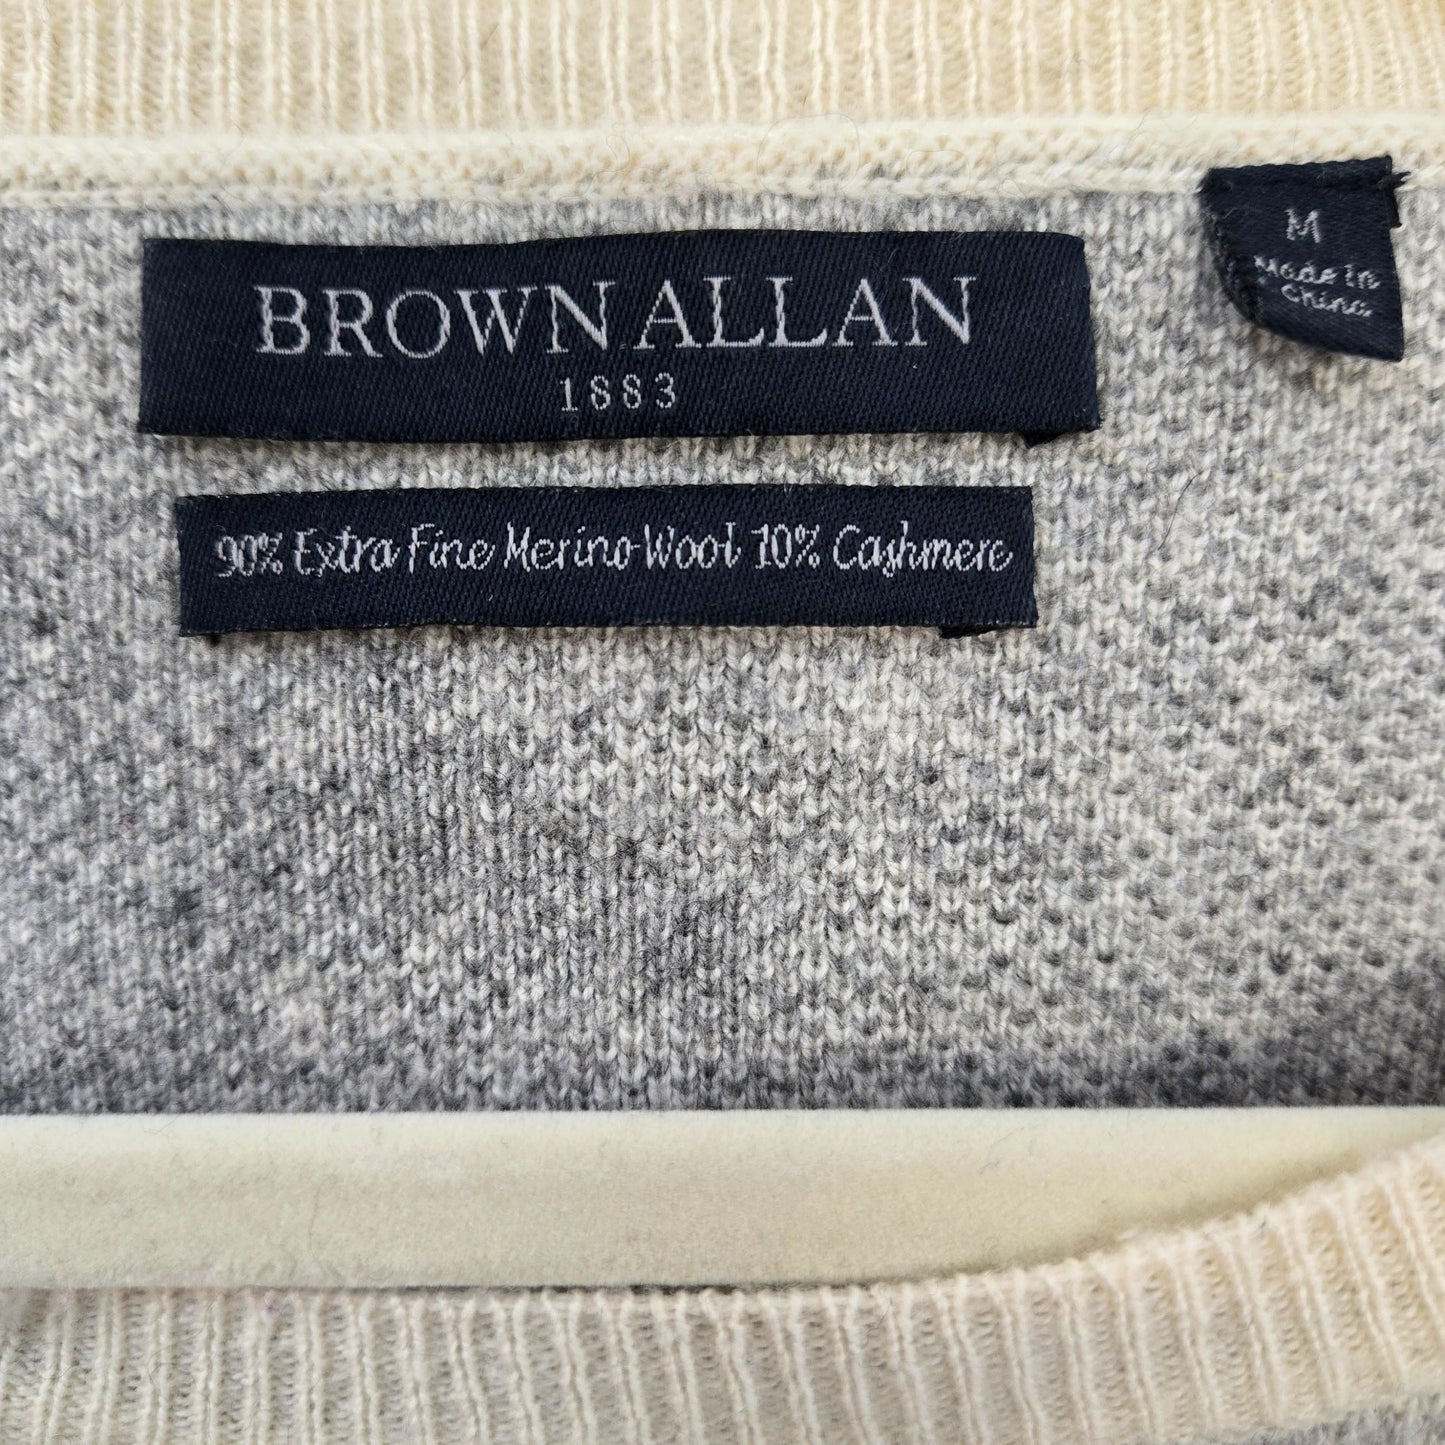 BROWN ALLAN
1883
90% Extra Fine Merino Wool 10% Cashmere
M
Made In
China